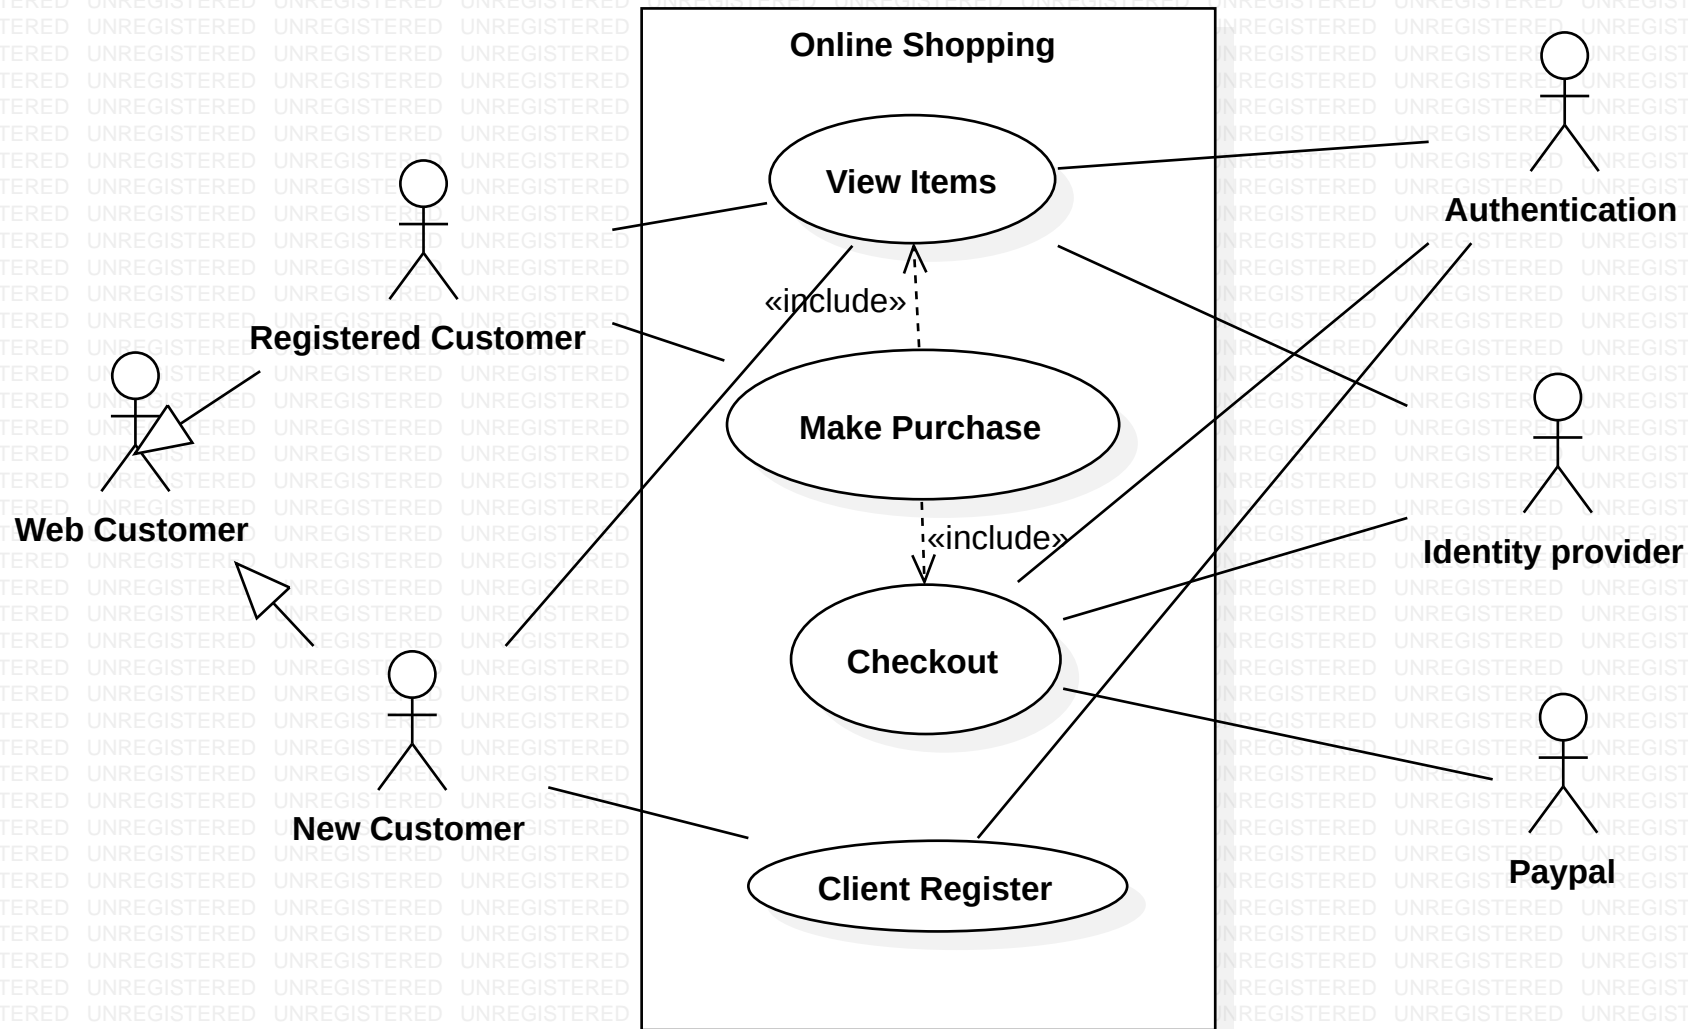 Online Shopping
View Items
Authentication
«include»
Registered Customer
Make Purchase
Web Customer
«include»
Identity provider
Checkout
New Customer
Paypal
Client Register
UNREGISTERED